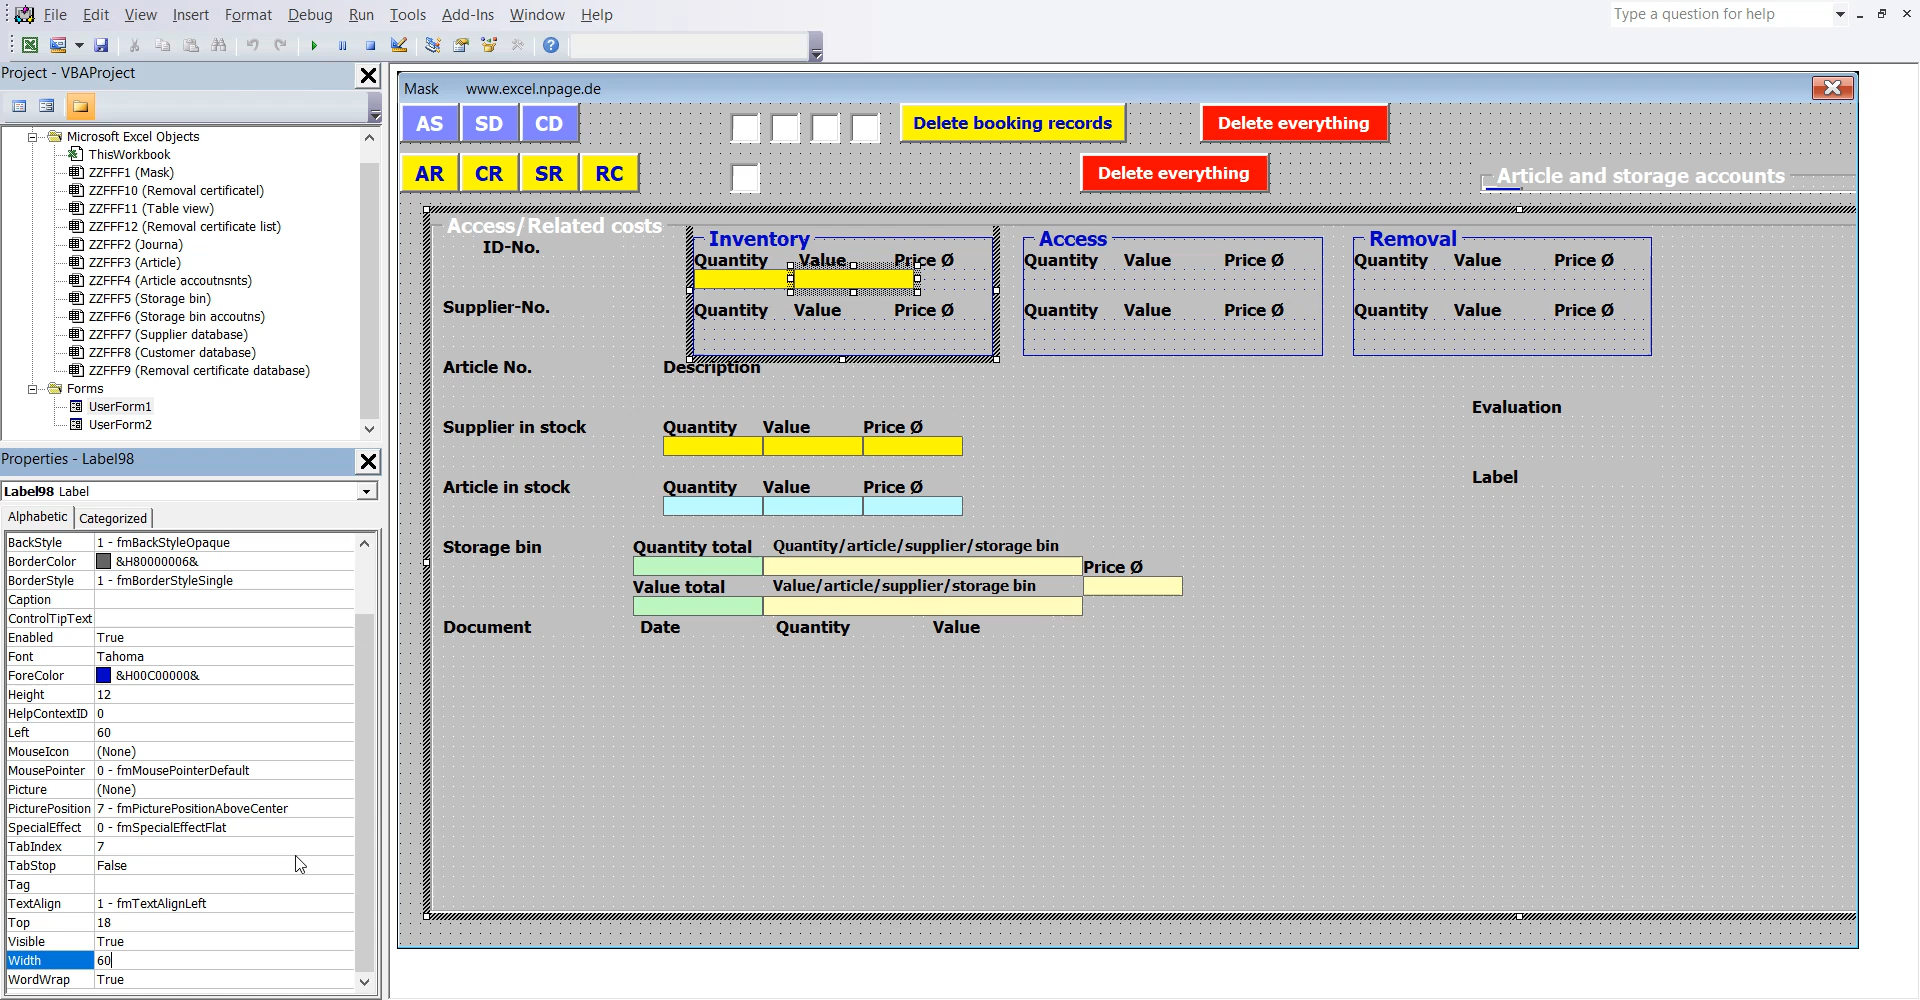 File Edit View Insert Format Debug Run Tools Add-Ins Window Help
Type a question for help
Project - VBAProject
Microsoft Excel Objects
ThisWorkbook
ZZFFF1 (Mask)
ZZFFF10 (Removal certificatel)
ZZFFF11 (Table view)
ZZFFF12 (Removal certificate list)
ZZFFF2 (Journa)
ZZFFF3 (Article)
ZZFFF4 (Article accoutnsnts)
ZZFFF5 (Storage bin)
ZZFFF6 (Storage bin accoutns)
ZZFFF7 (Supplier database)
ZZFFF8 (Customer database)
ZZFFF9 (Removal certificate database)
Forms
UserForm1
UserForm2
Properties - Label98
Label98 Label
Alphabetic Categorized
BackStyle 1 - fmBackStyleOpaque
BorderColor &H80000006&
BorderStyle 1 - fmBorderStyleSingle
Caption
ControlTipText
Enabled True
Font Tahoma
ForeColor &H00C00000&
Height 12
HelpContextID 0
Left 60
MouseIcon (None)
MousePointer 0 - fmMousePointerDefault
Picture (None)
PicturePosition 7 - fmPicturePositionAboveCenter
SpecialEffect 0 - fmSpecialEffectFlat
TabIndex 7
TabStop False
Tag
TextAlign 1 - fmTextAlignLeft
Top 18
Visible True
Width 60
WordWrap True
Mask www.excel.npage.de
AS SD CD Delete booking records Delete everything
AR CR SR RC Delete everything Article and storage accounts
Access/Related costs
ID-No. Inventory Access Removal
Quantity Value Price Ø Quantity Value Price Ø Quantity Value Price Ø
Supplier-No. Quantity Value Price Ø Quantity Value Price Ø Quantity Value Price Ø
Article No. Description
Evaluation
Supplier in stock Quantity Value Price Ø
Label
Article in stock Quantity Value Price Ø
Storage bin Quantity total Quantity/article/supplier/storage bin
Price Ø
Value total Value/article/supplier/storage bin
Document Date Quantity Value